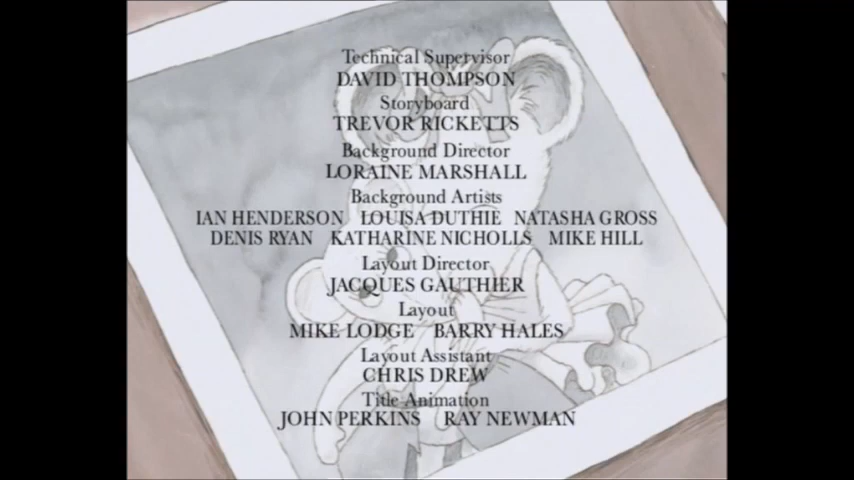 Technical Supervisor
DAVID THOMPSON
Storyboard
TREVOR RICKETTS
Background Director
LORAINE MARSHALL
Background Artists
IAN HENDERSON LOUISA DUTHIE NATASHA GROSS
DENIS RYAN KATHARINE NICHOLLS MIKE HILL
Layout Director
JACQUES GAUTHIER
Layout
MIKE LODGE BARRY HALES
Layout Assistant
CHRIS DREW
Title Animation
JOHN PERKINS RAY NEWMAN